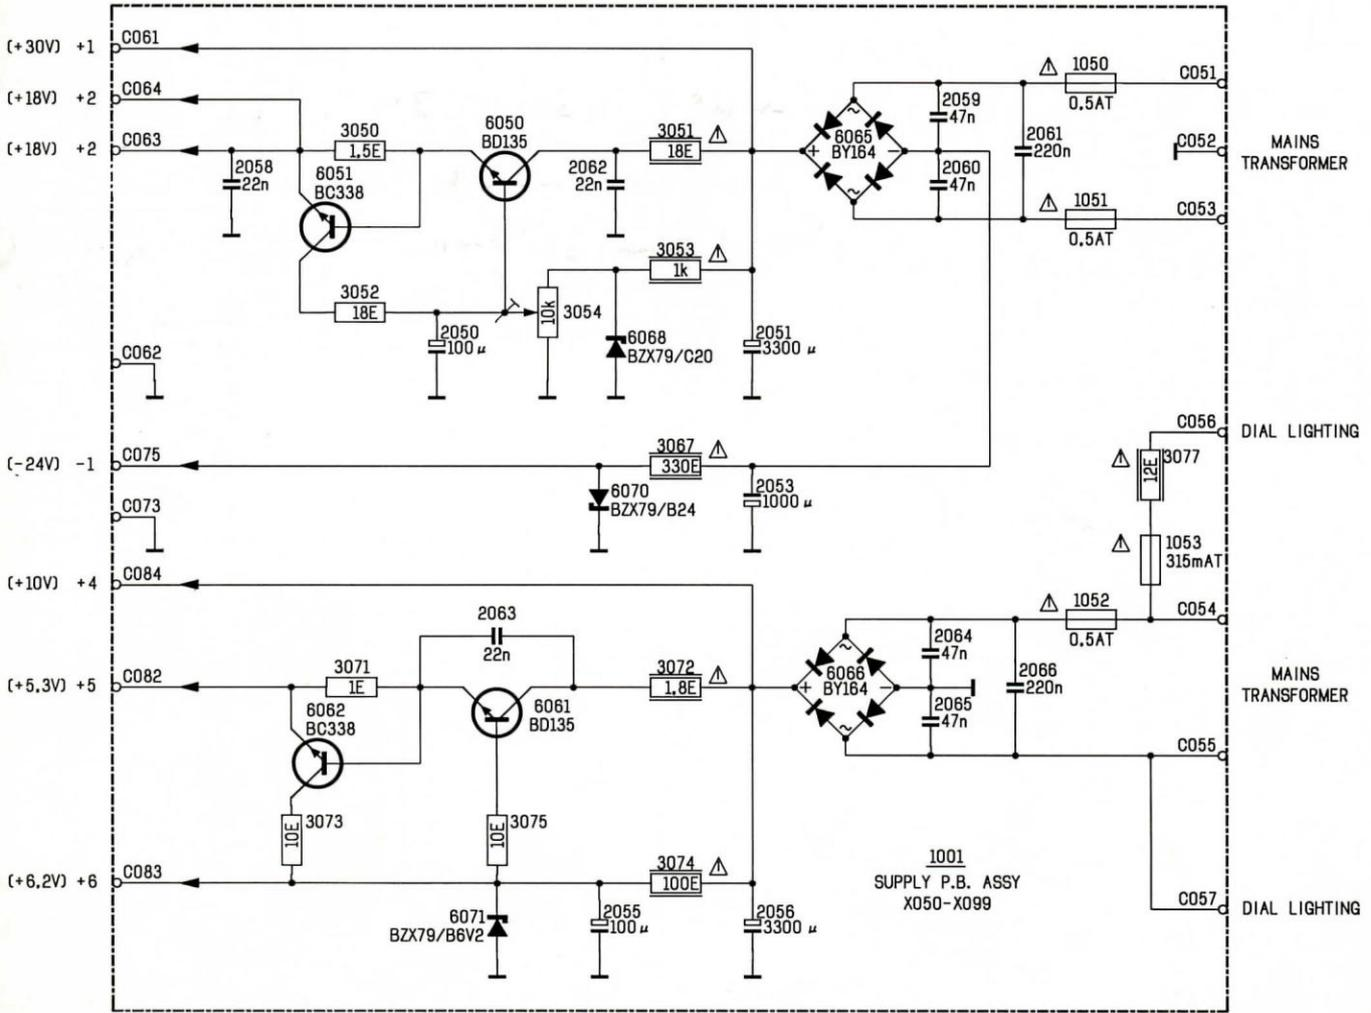 (+30V) +1 C061
(+18V) +2 C064
(+18V) +2 C063
2058
22n
3050
1,5E
6051
BC338
6050
BD135
2062
22n
3051
18E
6065
BY164
+ -
~
~
2059
47n
2060
47n
2061
220n
1050
0.5AT
1051
0.5AT
C051
C052
C053
MAINS
TRANSFORMER
3052
18E
2050
100 μ
10k
3054
3053
1k
6068
BZX79/C20
2051
3300 μ
C062
(-24V) -1 C075
C073
6070
BZX79/B24
3067
330E
2053
1000 μ
C056
DIAL LIGHTING
12E
3077
1053
315mAT
(+10V) +4 C084
(+5,3V) +5 C082
3071
1E
6062
BC338
2063
22n
6061
BD135
3072
1,8E
6066
BY164
+ -
~
~
2064
47n
2065
47n
2066
220n
1052
0.5AT
C054
C055
MAINS
TRANSFORMER
10E
3073
10E
3075
(+6,2V) +6 C083
6071
BZX79/B6V2
2055
100 μ
3074
100E
2056
3300 μ
1001
SUPPLY P.B. ASSY
X050-X099
C057
DIAL LIGHTING